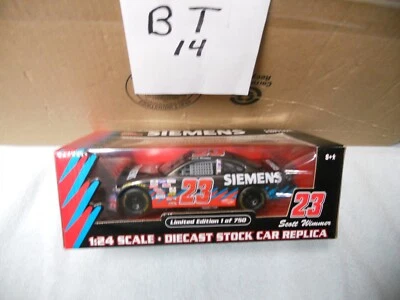 BT
14
SIEMENS
8+
SIEMENS
23
23
Limited Edition 1 of 750
Scott Wimmer
1:24 SCALE · DIECAST STOCK CAR REPLICA